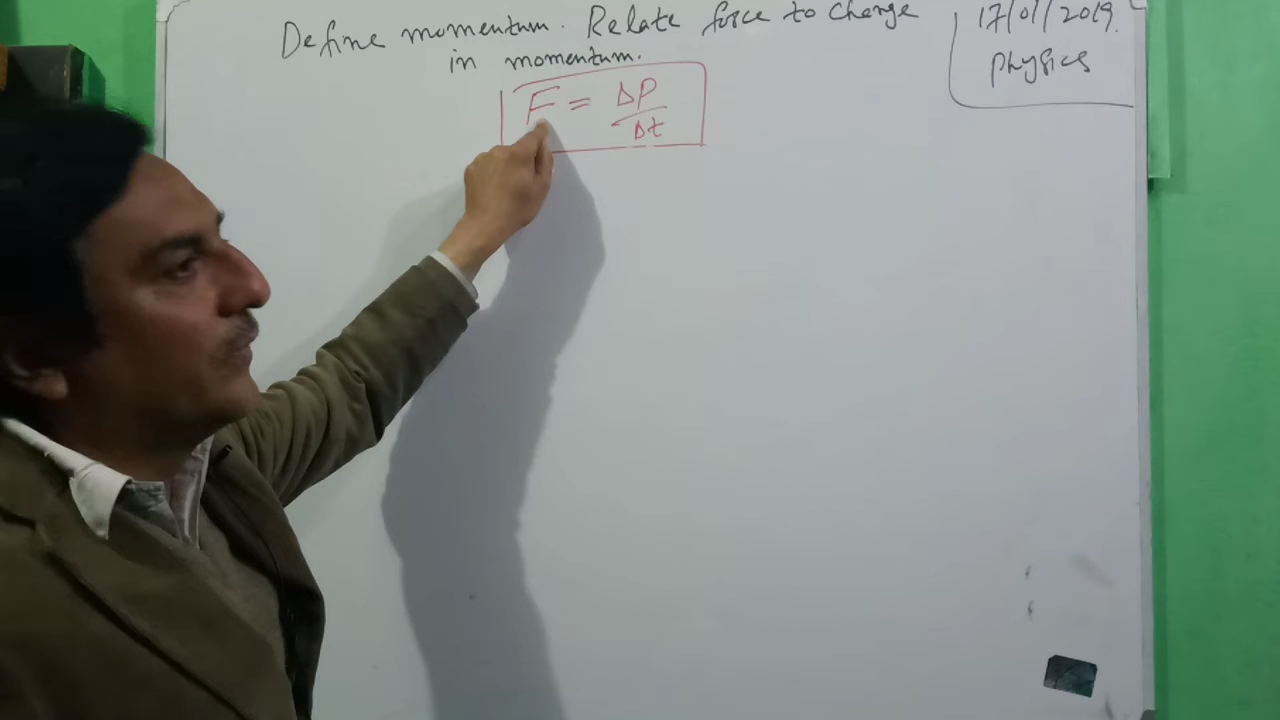 Define momentum. Relate force to change
in momentum.
F = ΔP
Δt
17/01/2019.
physics